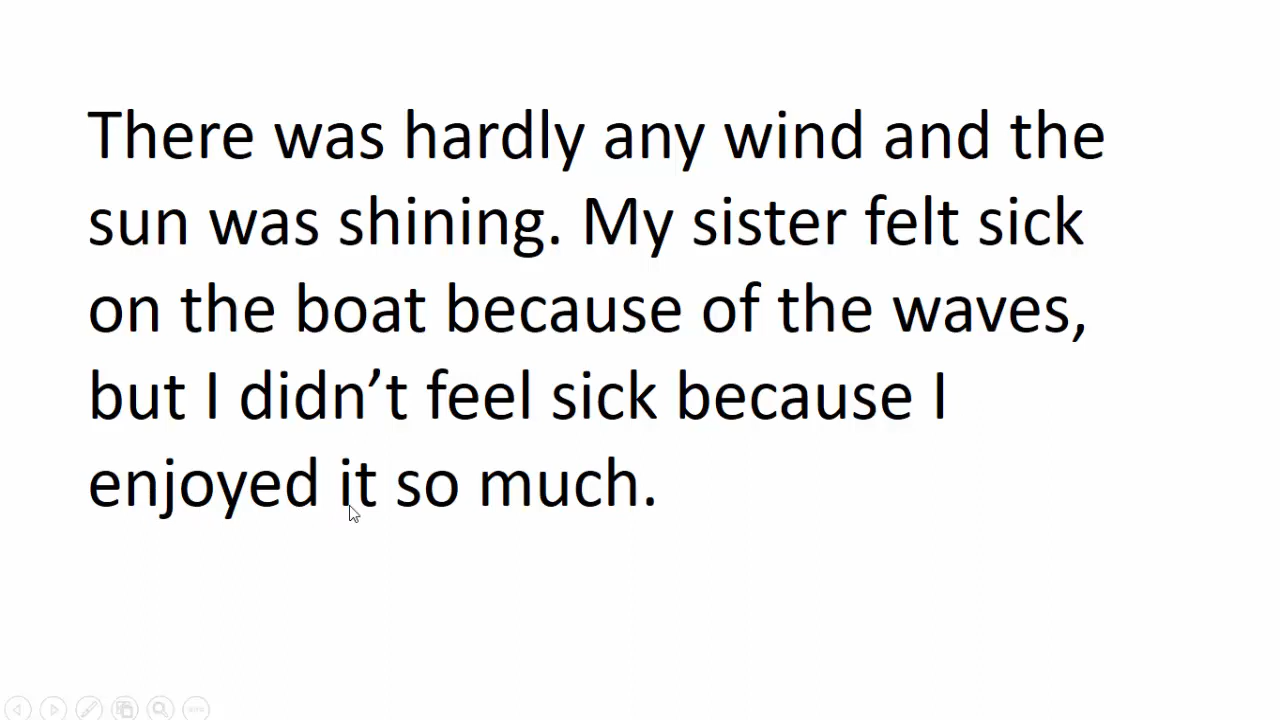 There was hardly any wind and the
sun was shining. My sister felt sick
on the boat because of the waves,
but I didn’t feel sick because I
enjoyed it so much.